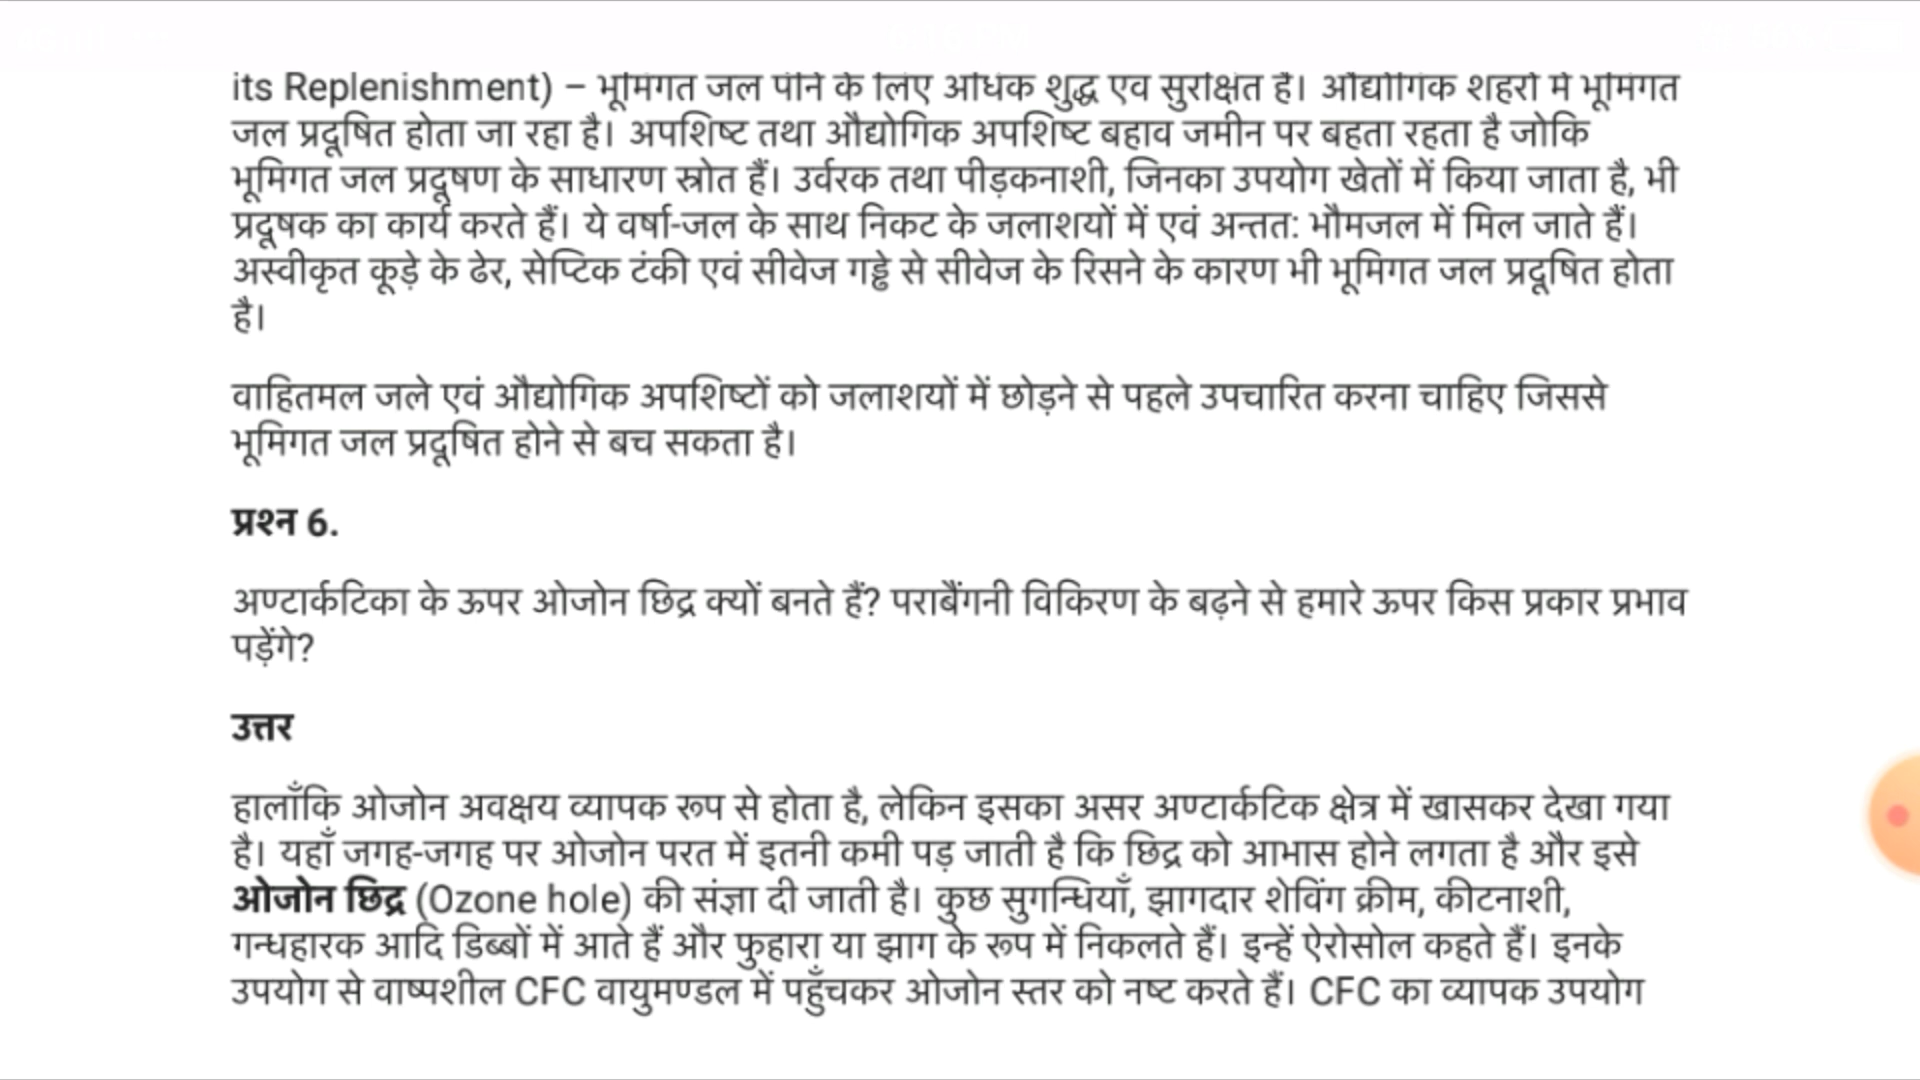 its Replenishment) – भूमिगत जल पीने के लिए अधिक शुद्ध एवं सुरक्षित है। औद्योगिक शहरों में भूमिगत
जल प्रदूषित होता जा रहा है। अपशिष्ट तथा औद्योगिक अपशिष्ट बहाव जमीन पर बहता रहता है जोकि
भूमिगत जल प्रदूषण के साधारण स्रोत हैं। उर्वरक तथा पीड़कनाशी, जिनका उपयोग खेतों में किया जाता है, भी
प्रदूषक का कार्य करते हैं। ये वर्षा-जल के साथ निकट के जलाशयों में एवं अन्तत: भौमजल में मिल जाते हैं।
अस्वीकृत कूड़े के ढेर, सेप्टिक टंकी एवं सीवेज गड्ढे से सीवेज के रिसने के कारण भी भूमिगत जल प्रदूषित होता
है।
वाहितमल जले एवं औद्योगिक अपशिष्टों को जलाशयों में छोड़ने से पहले उपचारित करना चाहिए जिससे
भूमिगत जल प्रदूषित होने से बच सकता है।
प्रश्न 6.
अण्टार्कटिका के ऊपर ओजोन छिद्र क्यों बनते हैं? पराबैंगनी विकिरण के बढ़ने से हमारे ऊपर किस प्रकार प्रभाव
पड़ेंगे?
उत्तर
हालाँकि ओजोन अवक्षय व्यापक रूप से होता है, लेकिन इसका असर अण्टार्कटिक क्षेत्र में खासकर देखा गया
है। यहाँ जगह-जगह पर ओजोन परत में इतनी कमी पड़ जाती है कि छिद्र को आभास होने लगता है और इसे
ओजोन छिद्र (Ozone hole) की संज्ञा दी जाती है। कुछ सुगन्धियाँ, झागदार शेविंग क्रीम, कीटनाशी,
गन्धहारक आदि डिब्बों में आते हैं और फुहारा या झाग के रूप में निकलते हैं। इन्हें ऐरोसोल कहते हैं। इनके
उपयोग से वाष्पशील CFC वायुमण्डल में पहुँचकर ओजोन स्तर को नष्ट करते हैं। CFC का व्यापक उपयोग